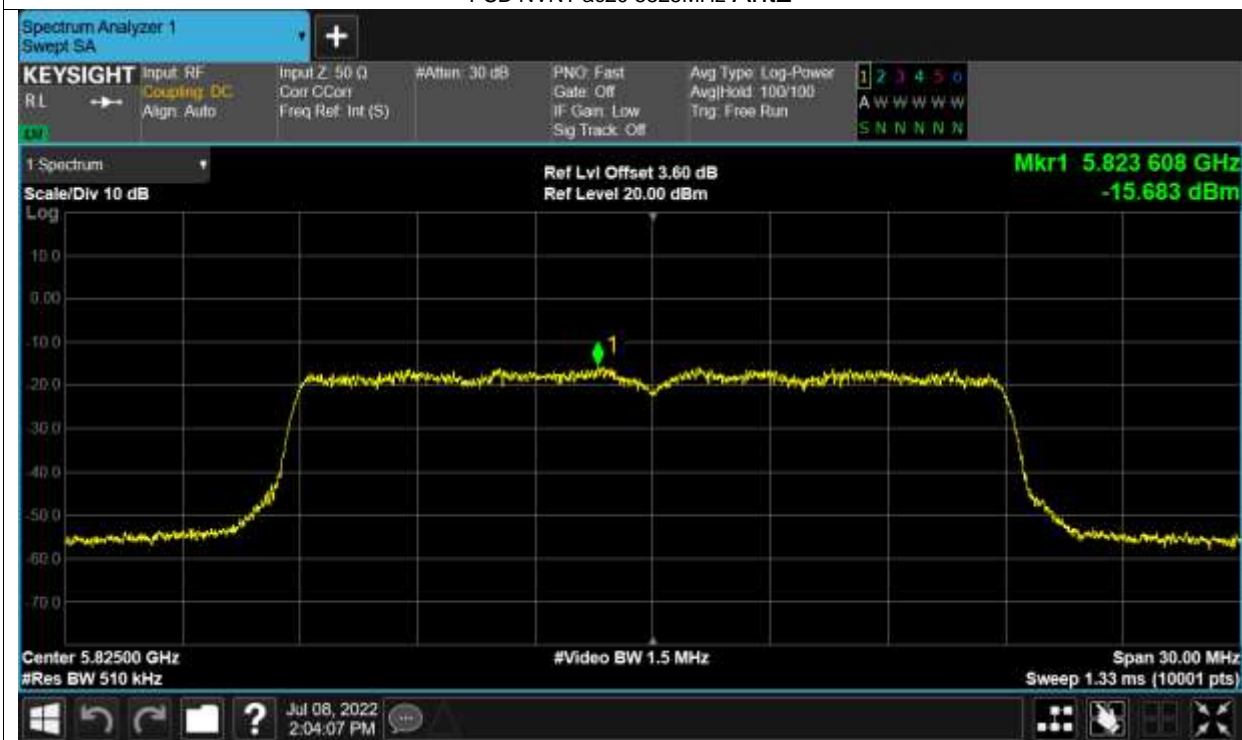 PSD NVNT ac20 5825MHz Ant2
Spectrum Analyzer 1
Swept SA
+
KEYSIGHT
RL
Input: RF
Coupling: DC
Align: Auto
Input Z: 50 Ω
Corr CCorr
Freq Ref: Int (S)
#Atten: 30 dB
PNO: Fast
Gate: Off
IF Gain: Low
Sig Track: Off
Avg Type: Log-Power
Avg|Hold: 100/100
Trig: Free Run
1 2 3 4 5 6
A W W W W W
S N N N N N
1 Spectrum
Scale/Div 10 dB
Log
Ref Lvl Offset 3.60 dB
Ref Level 20.00 dBm
Mkr1 5.823 608 GHz
-15.683 dBm
10.0
0.00
-10.0
-20.0
-30.0
-40.0
-50.0
-60.0
-70.0
1
Center 5.82500 GHz
#Res BW 510 kHz
#Video BW 1.5 MHz
Span 30.00 MHz
Sweep 1.33 ms (10001 pts)
?
Jul 08, 2022
2:04:07 PM